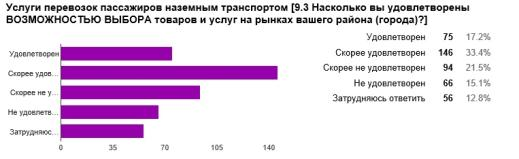 Услуги перевозок пассажиров наземным транспортом [9.3 Насколько вы удовлетворены
ВОЗМОЖНОСТЬЮ ВЫБОРА товаров и услуг на рынках вашего района (города)?]
Удовлетворен
Скорее удов...
Скорее не у...
Не удовлетв...
Затрудняюс...
0 35 70 105 140
Удовлетворен 75 17.2%
Скорее удовлетворен 146 33.4%
Скорее не удовлетворен 94 21.5%
Не удовлетворен 66 15.1%
Затрудняюсь ответить 56 12.8%